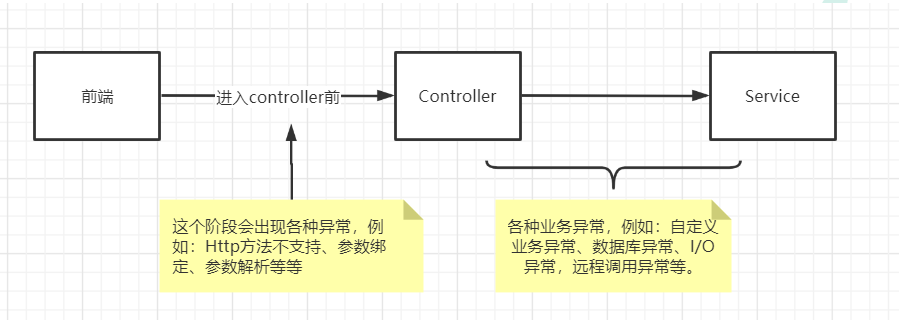 前端
进入controller前
Controller
Service
这个阶段会出现各种异常，例
如：Http方法不支持、参数绑
定、参数解析等等
各种业务异常，例如：自定义
业务异常、数据库异常、I/O
异常，远程调用异常等。